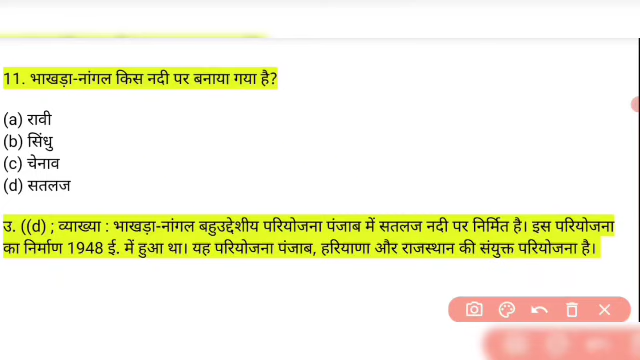 11. भाखड़ा-नांगल किस नदी पर बनाया गया है?
(a) रावी
(b) सिंधु
(c) चेनाव
(d) सतलज
उ. ((d) ; व्याख्या : भाखड़ा-नांगल बहुउद्देशीय परियोजना पंजाब में सतलज नदी पर निर्मित है। इस परियोजना
का निर्माण 1948 ई. में हुआ था। यह परियोजना पंजाब, हरियाणा और राजस्थान की संयुक्त परियोजना है।